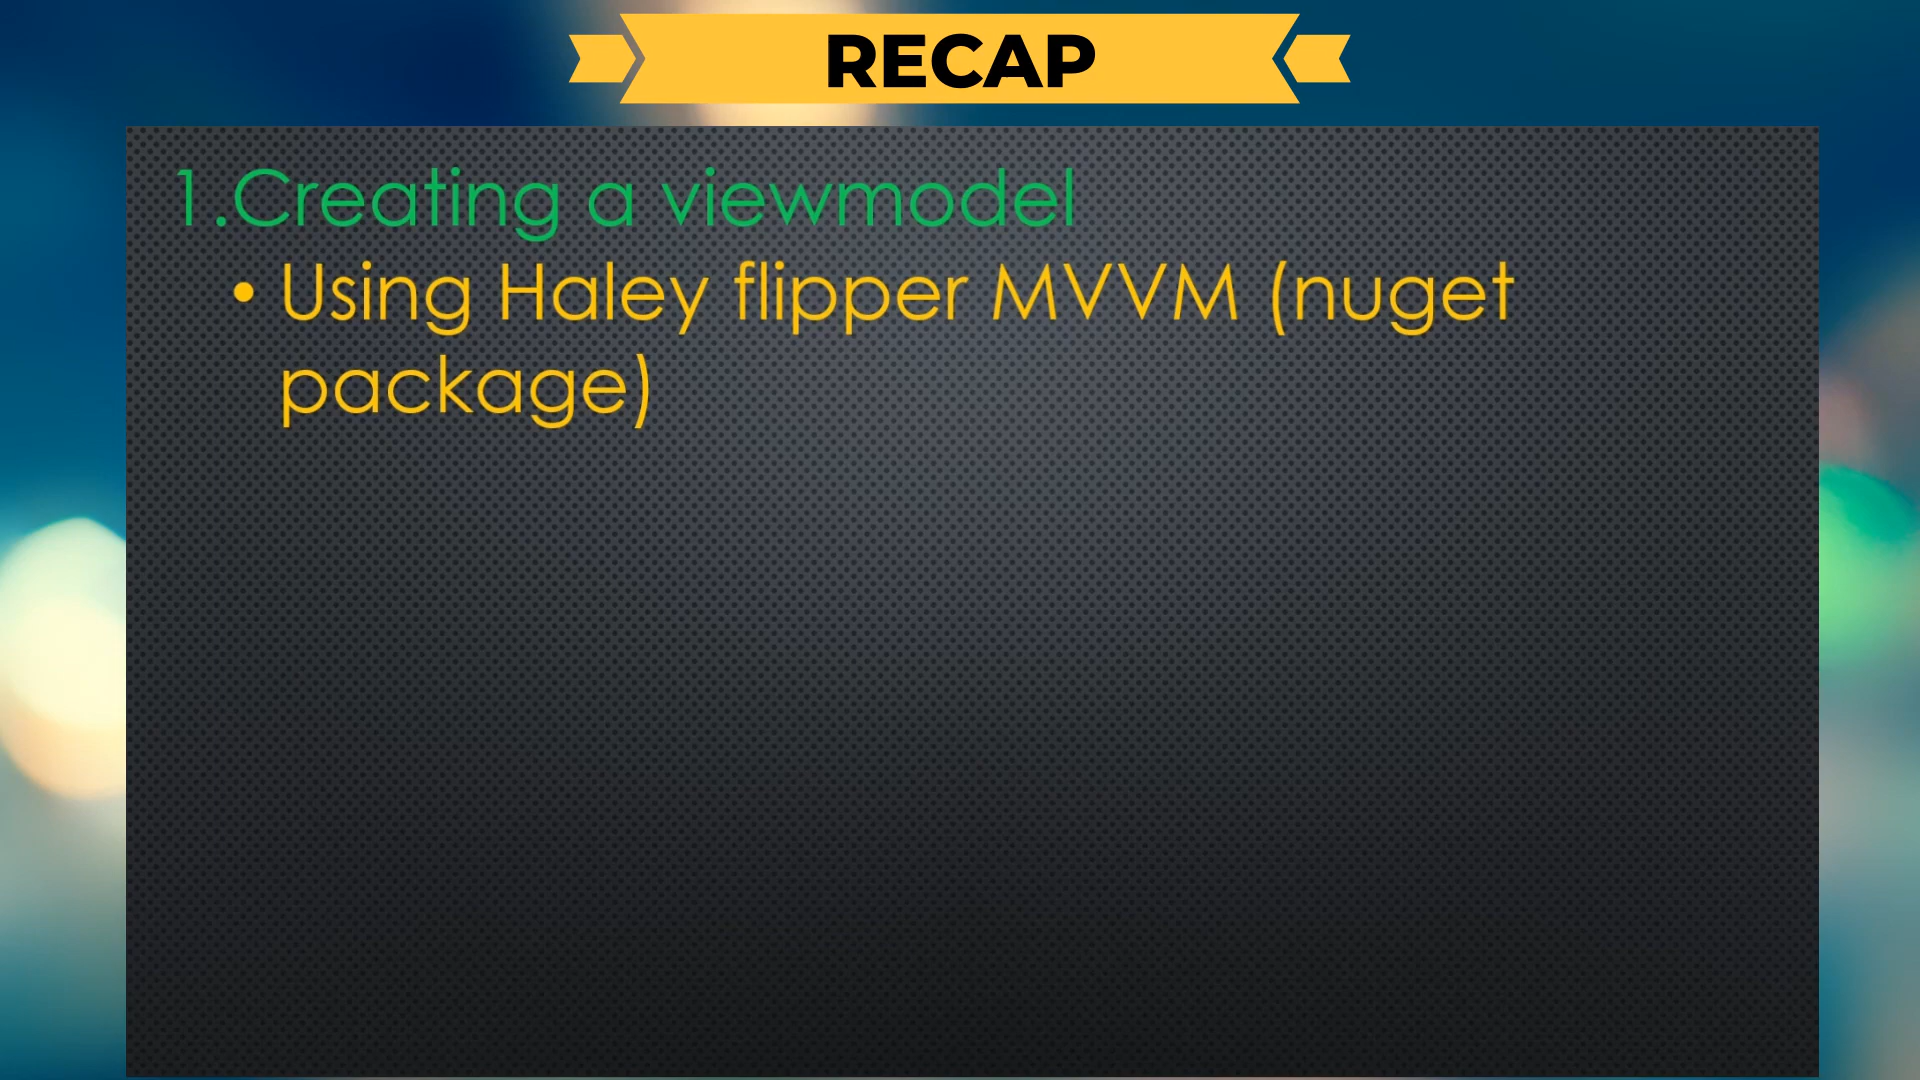 RECAP
1.Creating a viewmodel
• Using Haley flipper MVVM (nuget
package)